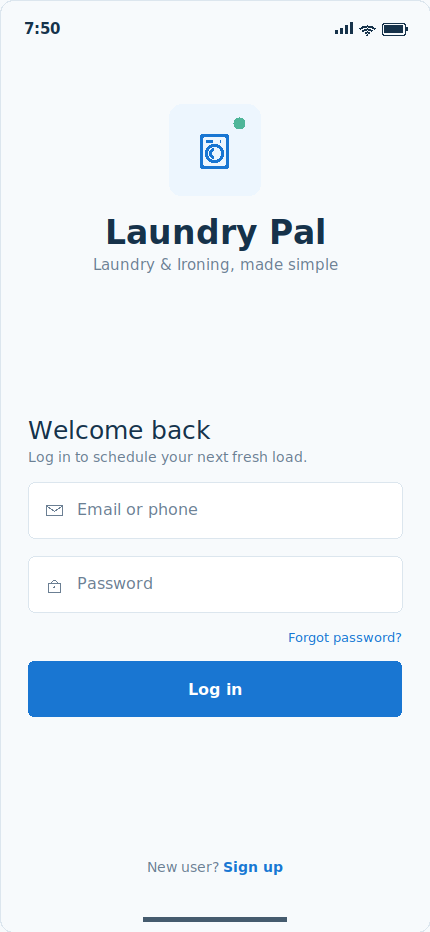 7:50
Laundry Pal
Laundry & Ironing, made simple
Welcome back
Log in to schedule your next fresh load.
Email or phone
Password
Forgot password?
Log in
New user? Sign up